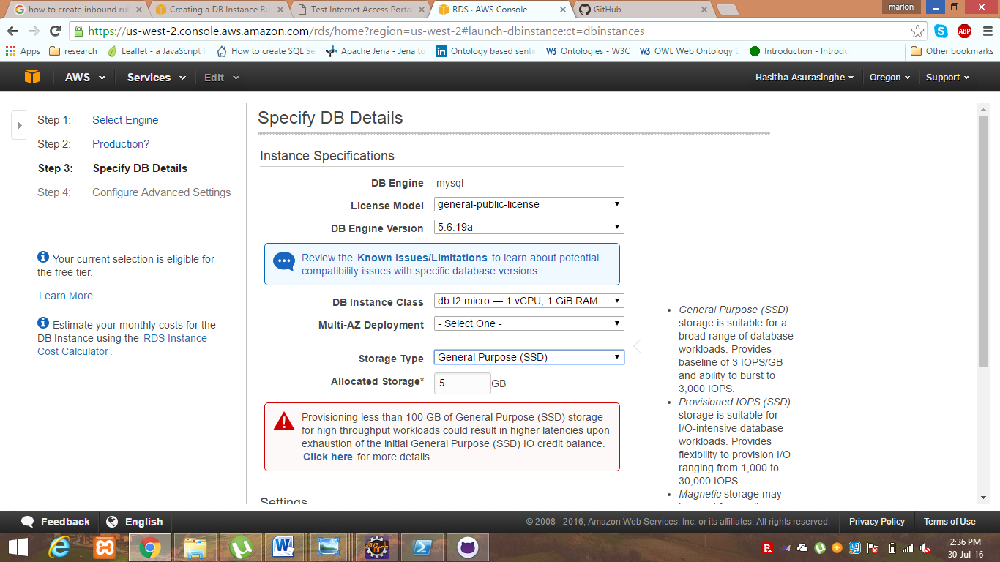 how to create inbound rul
Creating a DB Instance Ru
Test Internet Access Porta
RDS · AWS Console
GitHub
marlon
https://us-west-2.console.aws.amazon.com/rds/home?region=us-west-2#launch-dbinstance:ct=dbinstances
ABP
Apps
research
Leaflet - a JavaScript
How to create SQL Se
Apache Jena - Jena tu
Ontology based senti
W3 Ontologies - W3C
W3 OWL Web Ontology
Introduction - Introdu
Other bookmarks
AWS
Services
Edit
Hasitha Asurasinghe
Oregon
Support
Step 1: Select Engine
Step 2: Production?
Step 3: Specify DB Details
Step 4: Configure Advanced Settings
Your current selection is eligible for
the free tier.
Learn More.
Estimate your monthly costs for the
DB Instance using the RDS Instance
Cost Calculator.
Specify DB Details
Instance Specifications
DB Engine mysql
License Model general-public-license
DB Engine Version 5.6.19a
Review the Known Issues/Limitations to learn about potential
compatibility issues with specific database versions.
DB Instance Class db.t2.micro — 1 vCPU, 1 GiB RAM
Multi-AZ Deployment - Select One -
Storage Type General Purpose (SSD)
Allocated Storage* 5 GB
Provisioning less than 100 GB of General Purpose (SSD) storage
for high throughput workloads could result in higher latencies upon
exhaustion of the initial General Purpose (SSD) IO credit balance.
Click here for more details.
Settings
General Purpose (SSD)
storage is suitable for a
broad range of database
workloads. Provides
baseline of 3 IOPS/GB
and ability to burst to
3,000 IOPS.
Provisioned IOPS (SSD)
storage is suitable for
I/O-intensive database
workloads. Provides
flexibility to provision I/O
ranging from 1,000 to
30,000 IOPS.
Magnetic storage may
Feedback
English
© 2008 - 2016, Amazon Web Services, Inc. or its affiliates. All rights reserved.
Privacy Policy
Terms of Use
Java EE
IDE
2:36 PM
30-Jul-16